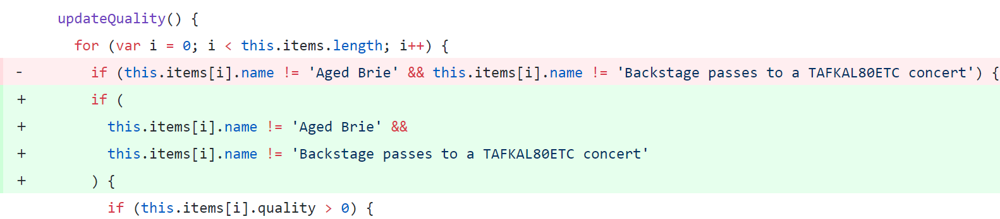 updateQuality() {
for (var i = 0; i < this.items.length; i++) {
- if (this.items[i].name != 'Aged Brie' && this.items[i].name != 'Backstage passes to a TAFKAL80ETC concert') {
+ if (
+ this.items[i].name != 'Aged Brie' &&
+ this.items[i].name != 'Backstage passes to a TAFKAL80ETC concert'
+ ) {
if (this.items[i].quality > 0) {